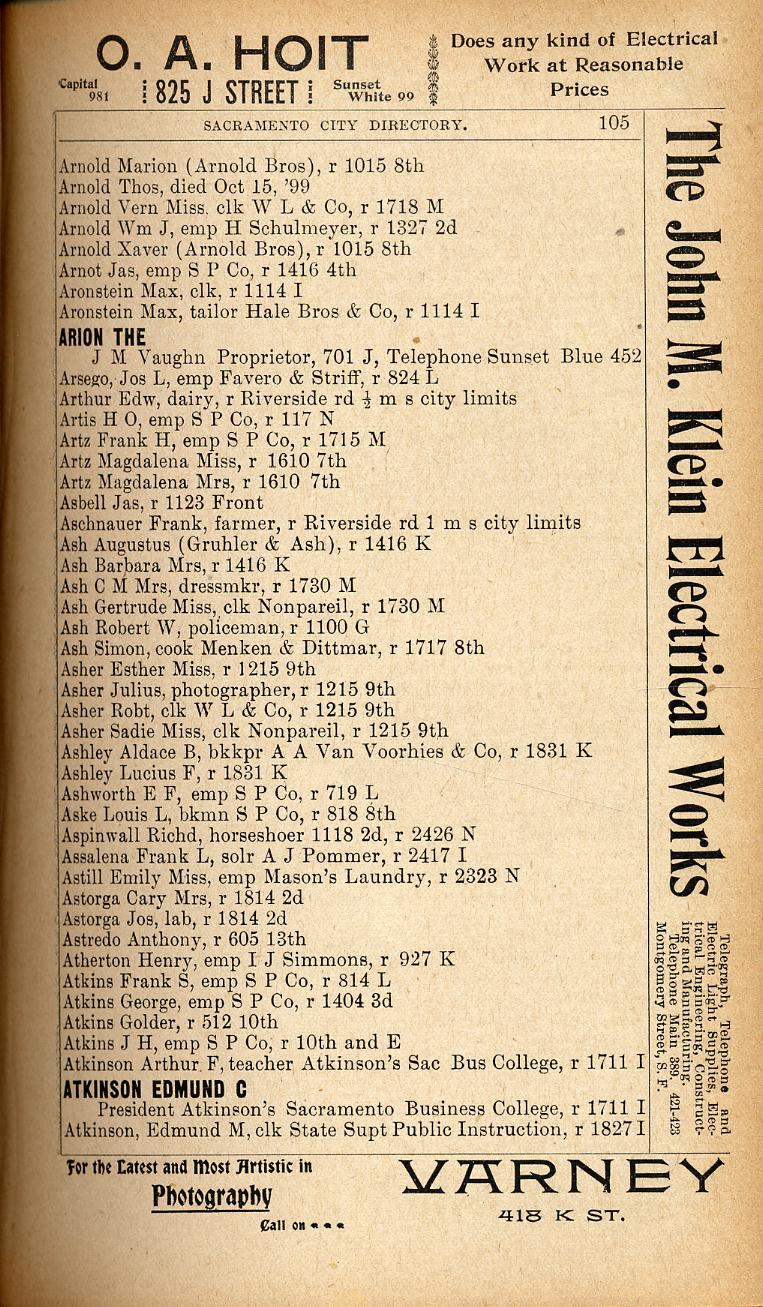 O. A. HOIT
Capital
981
825 J STREET
Sunset
White 99
Does any kind of Electrical
Work at Reasonable
Prices
SACRAMENTO CITY DIRECTORY. 105
Arnold Marion (Arnold Bros), r 1015 8th
Arnold Thos, died Oct 15, '99
Arnold Vern Miss, clk W L & Co, r 1718 M
Arnold Wm J, emp H Schulmeyer, r 1327 2d
Arnold Xaver (Arnold Bros), r 1015 8th
Arnot Jas, emp S P Co, r 1416 4th
Aronstein Max, clk, r 1114 I
Aronstein Max, tailor Hale Bros & Co, r 1114 I
ARION THE
J M Vaughn Proprietor, 701 J, Telephone Sunset Blue 452
Arsego, Jos L, emp Favero & Striff, r 824 L
Arthur Edw, dairy, r Riverside rd ½ m s city limits
Artis H O, emp S P Co, r 117 N
Artz Frank H, emp S P Co, r 1715 M
Artz Magdalena Miss, r 1610 7th
Artz Magdalena Mrs, r 1610 7th
Asbell Jas, r 1123 Front
Aschnauer Frank, farmer, r Riverside rd 1 m s city limits
Ash Augustus (Gruhler & Ash), r 1416 K
Ash Barbara Mrs, r 1416 K
Ash C M Mrs, dressmkr, r 1730 M
Ash Gertrude Miss, clk Nonpareil, r 1730 M
Ash Robert W, policeman, r 1100 G
Ash Simon, cook Menken & Dittmar, r 1717 8th
Asher Esther Miss, r 1215 9th
Asher Julius, photographer, r 1215 9th
Asher Robt, clk W L & Co, r 1215 9th
Asher Sadie Miss, clk Nonpareil, r 1215 9th
Ashley Aldace B, bkkpr A A Van Voorhies & Co, r 1831 K
Ashley Lucius F, r 1831 K
Ashworth E F, emp S P Co, r 719 L
Aske Louis L, bkmn S P Co, r 818 8th
Aspinwall Richd, horseshoer 1118 2d, r 2426 N
Assalena Frank L, solr A J Pommer, r 2417 I
Astill Emily Miss, emp Mason's Laundry, r 2323 N
Astorga Cary Mrs, r 1814 2d
Astorga Jos, lab, r 1814 2d
Astredo Anthony, r 605 13th
Atherton Henry, emp I J Simmons, r 927 K
Atkins Frank S, emp S P Co, r 814 L
Atkins George, emp S P Co, r 1404 3d
Atkins Golder, r 512 10th
Atkins J H, emp S P Co, r 10th and E
Atkinson Arthur F, teacher Atkinson's Sac Bus College, r 1711 I
ATKINSON EDMUND C
President Atkinson's Sacramento Business College, r 1711 I
Atkinson, Edmund M, clk State Supt Public Instruction, r 1827 I
The John M. Klein Electrical Works
Telegraph, Telephone and
Electric Light Supplies, Elec-
trical Engineering, Construct-
ing and Manufacturing.
Telephone Main 389. 421-423
Montgomery Street, S. F.
For the Latest and Most Artistic in
Photography
Call on
VARNEY
418 K ST.